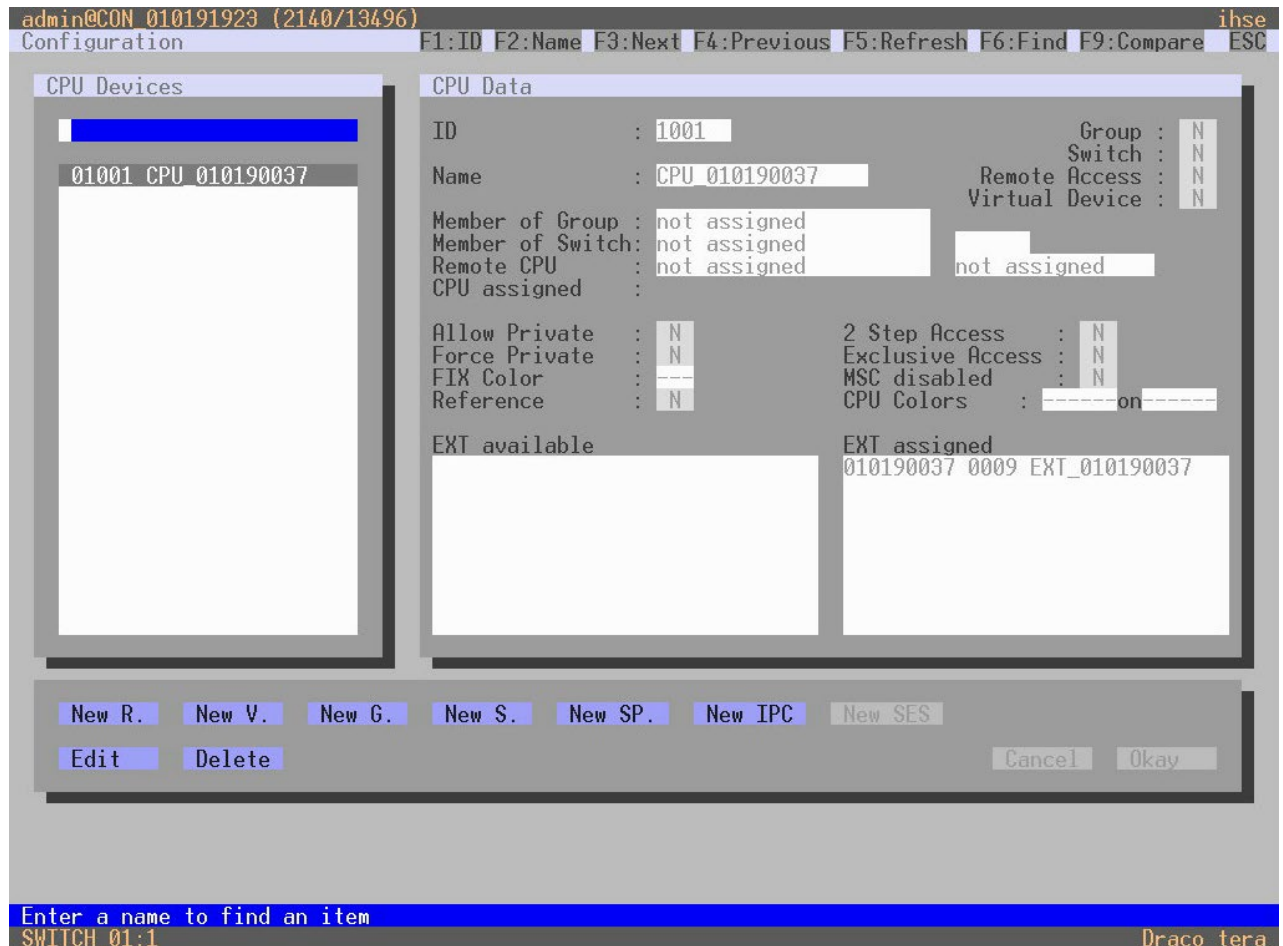 admin@CON_010191923 (2140/13496) ihse
Configuration F1:ID F2:Name F3:Next F4:Previous F5:Refresh F6:Find F9:Compare ESC
CPU Devices
01001 CPU_010190037
CPU Data
ID : 1001 Group : N
Switch : N
Name : CPU_010190037 Remote Access : N
Virtual Device : N
Member of Group : not assigned
Member of Switch: not assigned
Remote CPU : not assigned not assigned
CPU assigned :
Allow Private : N 2 Step Access : N
Force Private : N Exclusive Access : N
FIX Color : --- MSC disabled : N
Reference : N CPU Colors : ------on------
EXT available EXT assigned
010190037 0009 EXT_010190037
New R. New V. New G. New S. New SP. New IPC New SES
Edit Delete Cancel Okay
Enter a name to find an item
SWITCH_01:1 Draco tera